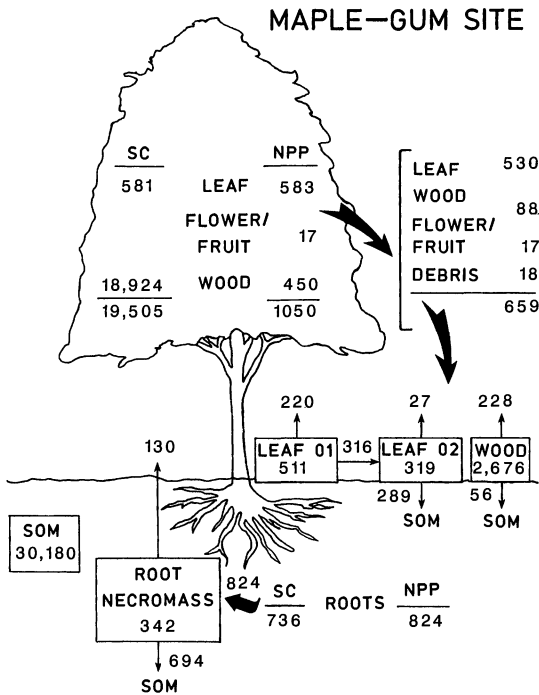 MAPLE—GUM SITE
SC NPP
581 LEAF 583
FLOWER/
FRUIT 17
18,924 WOOD 450
19,505 1050
LEAF 530
WOOD
88
FLOWER/
FRUIT 17
DEBRIS 18
659
220 27 228
130
LEAF 01 316 LEAF 02 WOOD
511 319 2,676
289 56
SOM SOM
SOM
30,180
ROOT
NECROMASS
342
824
SC ROOTS NPP
736 824
694
SOM